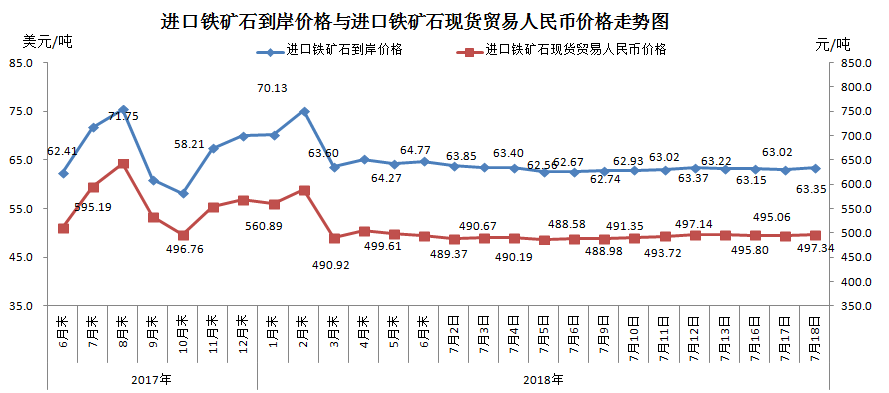 进口铁矿石到岸价格与进口铁矿石现货贸易人民币价格走势图
美元/吨
元/吨
进口铁矿石到岸价格
进口铁矿石现货贸易人民币价格
85.0
75.0
65.0
55.0
45.0
35.0
850.0
800.0
750.0
700.0
650.0
600.0
550.0
500.0
450.0
400.0
350.0
62.41
71.75
58.21
70.13
63.60
64.27
64.77
63.85
63.40
62.56
62.67
62.74
62.93
63.02
63.37
63.22
63.15
63.02
63.35
595.19
496.76
560.89
490.92
499.61
489.37
490.67
490.19
488.58
488.98
491.35
493.72
497.14
495.80
495.06
497.34
6月末
7月末
8月末
9月末
10月末
11月末
12月末
1月末
2月末
3月末
4月末
5月末
6月末
7月2日
7月3日
7月4日
7月5日
7月6日
7月9日
7月10日
7月11日
7月12日
7月13日
7月16日
7月17日
7月18日
2017年
2018年